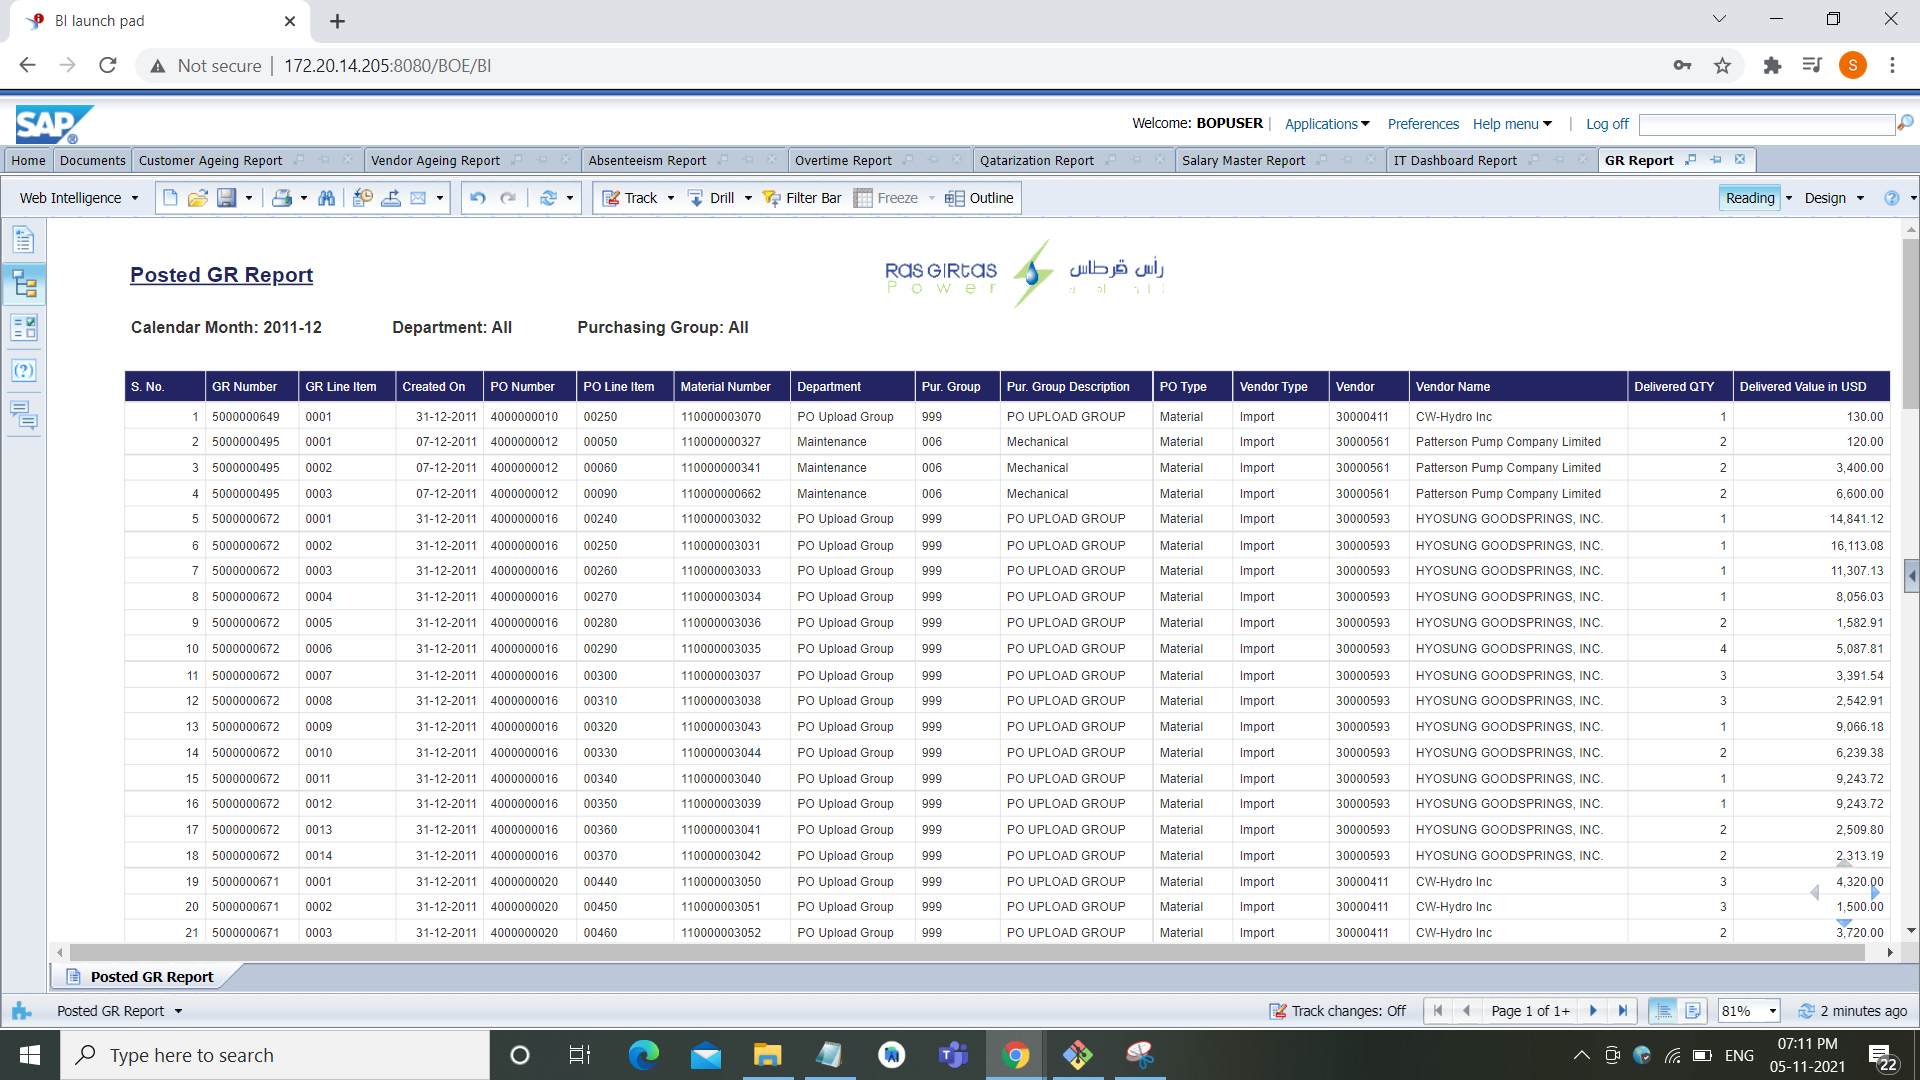 BI launch pad
Not secure | 172.20.14.205:8080/BOE/BI
S
SAP
Welcome: BOPUSER | Applications Preferences Help menu | Log off
Home Documents Customer Ageing Report Vendor Ageing Report Absenteeism Report Overtime Report Qatarization Report Salary Master Report IT Dashboard Report GR Report
Web Intelligence Track Drill Filter Bar Freeze Outline Reading Design
Posted GR Report
RAS GIRTAS رأس قرطاس
Power
Calendar Month: 2011-12 Department: All Purchasing Group: All
S. No. GR Number GR Line Item Created On PO Number PO Line Item Material Number Department Pur. Group Pur. Group Description PO Type Vendor Type Vendor Vendor Name Delivered QTY Delivered Value in USD
1 5000000649 0001 31-12-2011 4000000010 00250 110000003070 PO Upload Group 999 PO UPLOAD GROUP Material Import 30000411 CW-Hydro Inc 1 130.00
2 5000000495 0001 07-12-2011 4000000012 00050 110000000327 Maintenance 006 Mechanical Material Import 30000561 Patterson Pump Company Limited 2 120.00
3 5000000495 0002 07-12-2011 4000000012 00060 110000000341 Maintenance 006 Mechanical Material Import 30000561 Patterson Pump Company Limited 2 3,400.00
4 5000000495 0003 07-12-2011 4000000012 00090 110000000662 Maintenance 006 Mechanical Material Import 30000561 Patterson Pump Company Limited 2 6,600.00
5 5000000672 0001 31-12-2011 4000000016 00240 110000003032 PO Upload Group 999 PO UPLOAD GROUP Material Import 30000593 HYOSUNG GOODSPRINGS, INC. 1 14,841.12
6 5000000672 0002 31-12-2011 4000000016 00250 110000003031 PO Upload Group 999 PO UPLOAD GROUP Material Import 30000593 HYOSUNG GOODSPRINGS, INC. 1 16,113.08
7 5000000672 0003 31-12-2011 4000000016 00260 110000003033 PO Upload Group 999 PO UPLOAD GROUP Material Import 30000593 HYOSUNG GOODSPRINGS, INC. 1 11,307.13
8 5000000672 0004 31-12-2011 4000000016 00270 110000003034 PO Upload Group 999 PO UPLOAD GROUP Material Import 30000593 HYOSUNG GOODSPRINGS, INC. 1 8,056.03
9 5000000672 0005 31-12-2011 4000000016 00280 110000003036 PO Upload Group 999 PO UPLOAD GROUP Material Import 30000593 HYOSUNG GOODSPRINGS, INC. 2 1,582.91
10 5000000672 0006 31-12-2011 4000000016 00290 110000003035 PO Upload Group 999 PO UPLOAD GROUP Material Import 30000593 HYOSUNG GOODSPRINGS, INC. 4 5,087.81
11 5000000672 0007 31-12-2011 4000000016 00300 110000003037 PO Upload Group 999 PO UPLOAD GROUP Material Import 30000593 HYOSUNG GOODSPRINGS, INC. 3 3,391.54
12 5000000672 0008 31-12-2011 4000000016 00310 110000003038 PO Upload Group 999 PO UPLOAD GROUP Material Import 30000593 HYOSUNG GOODSPRINGS, INC. 3 2,542.91
13 5000000672 0009 31-12-2011 4000000016 00320 110000003043 PO Upload Group 999 PO UPLOAD GROUP Material Import 30000593 HYOSUNG GOODSPRINGS, INC. 1 9,066.18
14 5000000672 0010 31-12-2011 4000000016 00330 110000003044 PO Upload Group 999 PO UPLOAD GROUP Material Import 30000593 HYOSUNG GOODSPRINGS, INC. 2 6,239.38
15 5000000672 0011 31-12-2011 4000000016 00340 110000003040 PO Upload Group 999 PO UPLOAD GROUP Material Import 30000593 HYOSUNG GOODSPRINGS, INC. 1 9,243.72
16 5000000672 0012 31-12-2011 4000000016 00350 110000003039 PO Upload Group 999 PO UPLOAD GROUP Material Import 30000593 HYOSUNG GOODSPRINGS, INC. 1 9,243.72
17 5000000672 0013 31-12-2011 4000000016 00360 110000003041 PO Upload Group 999 PO UPLOAD GROUP Material Import 30000593 HYOSUNG GOODSPRINGS, INC. 2 2,509.80
18 5000000672 0014 31-12-2011 4000000016 00370 110000003042 PO Upload Group 999 PO UPLOAD GROUP Material Import 30000593 HYOSUNG GOODSPRINGS, INC. 2 2,313.19
19 5000000671 0001 31-12-2011 4000000020 00440 110000003050 PO Upload Group 999 PO UPLOAD GROUP Material Import 30000411 CW-Hydro Inc 3 4,320.00
20 5000000671 0002 31-12-2011 4000000020 00450 110000003051 PO Upload Group 999 PO UPLOAD GROUP Material Import 30000411 CW-Hydro Inc 3 1,500.00
21 5000000671 0003 31-12-2011 4000000020 00460 110000003052 PO Upload Group 999 PO UPLOAD GROUP Material Import 30000411 CW-Hydro Inc 2 3,720.00
Posted GR Report
Posted GR Report Track changes: Off Page 1 of 1+ 81% 2 minutes ago
Type here to search ENG 07:11 PM
05-11-2021 22